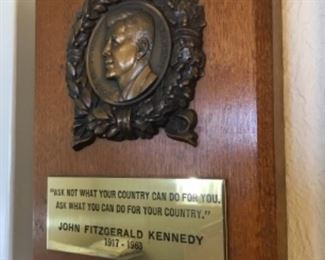 "ASK NOT WHAT YOUR COUNTRY CAN DO FOR YOU,
ASK WHAT YOU CAN DO FOR YOUR COUNTRY."
JOHN FITZGERALD KENNEDY
1917 - 1963